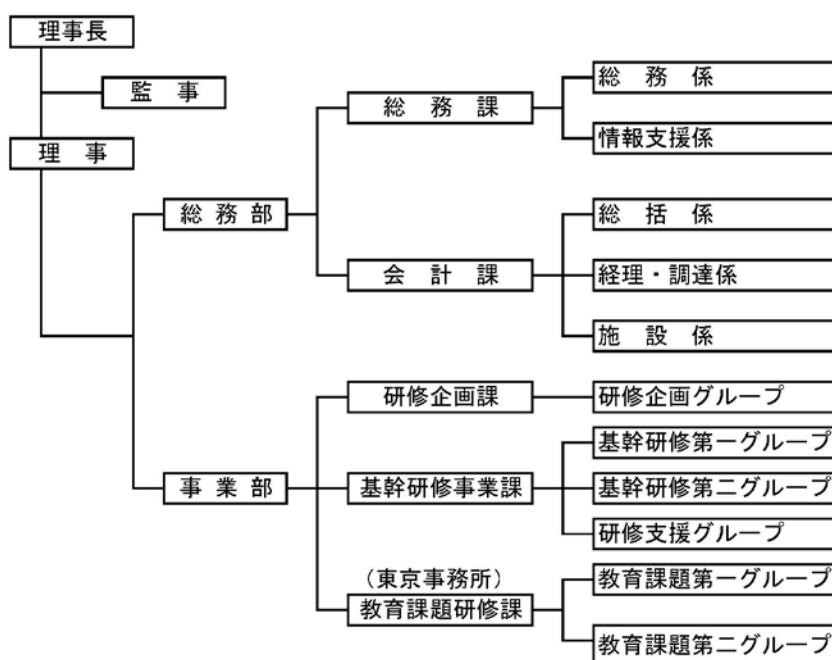 理事長
監 事
理 事
総 務 部
総 務 課
総 務 係
情報支援係
会 計 課
総 括 係
経理・調達係
施 設 係
事 業 部
研修企画課
研修企画グループ
基幹研修事業課
基幹研修第一グループ
基幹研修第二グループ
研修支援グループ
（東京事務所）
教育課題研修課
教育課題第一グループ
教育課題第二グループ